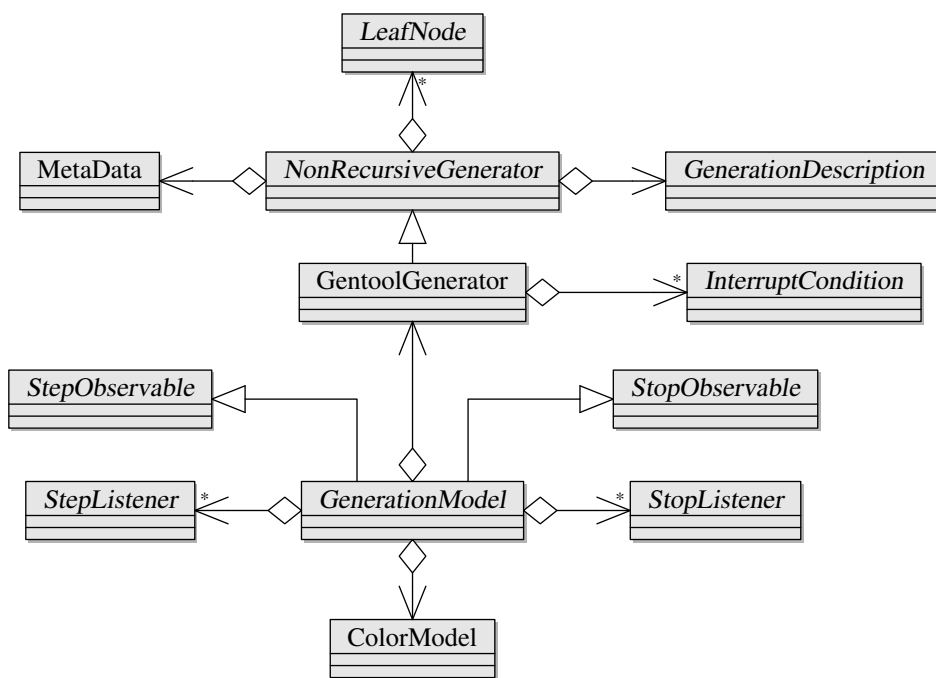 LeafNode
*
MetaData
NonRecursiveGenerator
GenerationDescription
GentoolGenerator
*
InterruptCondition
StepObservable
StopObservable
StepListener
*
GenerationModel
*
StopListener
ColorModel